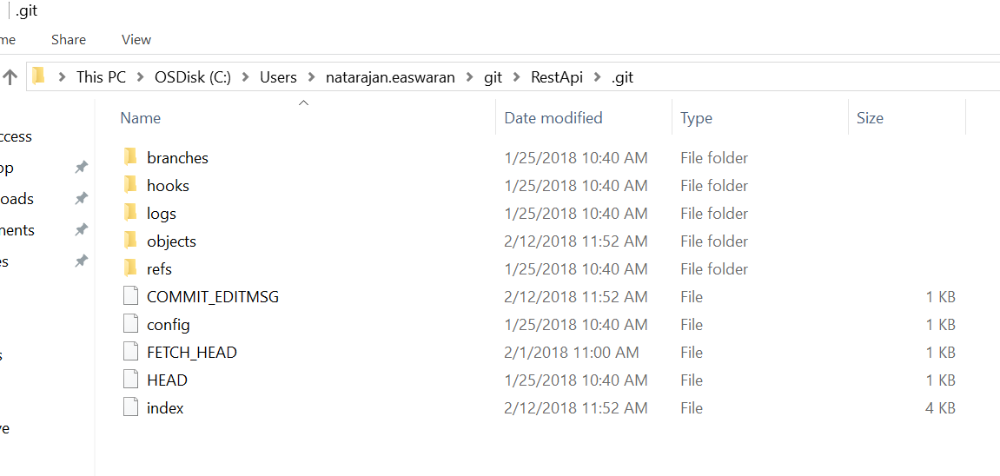 .git
me Share View
This PC OSDisk (C:) Users natarajan.easwaran git RestApi .git
Name Date modified Type Size
ccess
op
oads
ments
es
s
ve
branches 1/25/2018 10:40 AM File folder
hooks 1/25/2018 10:40 AM File folder
logs 1/25/2018 10:40 AM File folder
objects 2/12/2018 11:52 AM File folder
refs 1/25/2018 10:40 AM File folder
COMMIT_EDITMSG 2/12/2018 11:52 AM File 1 KB
config 1/25/2018 10:40 AM File 1 KB
FETCH_HEAD 2/1/2018 11:00 AM File 1 KB
HEAD 1/25/2018 10:40 AM File 1 KB
index 2/12/2018 11:52 AM File 4 KB